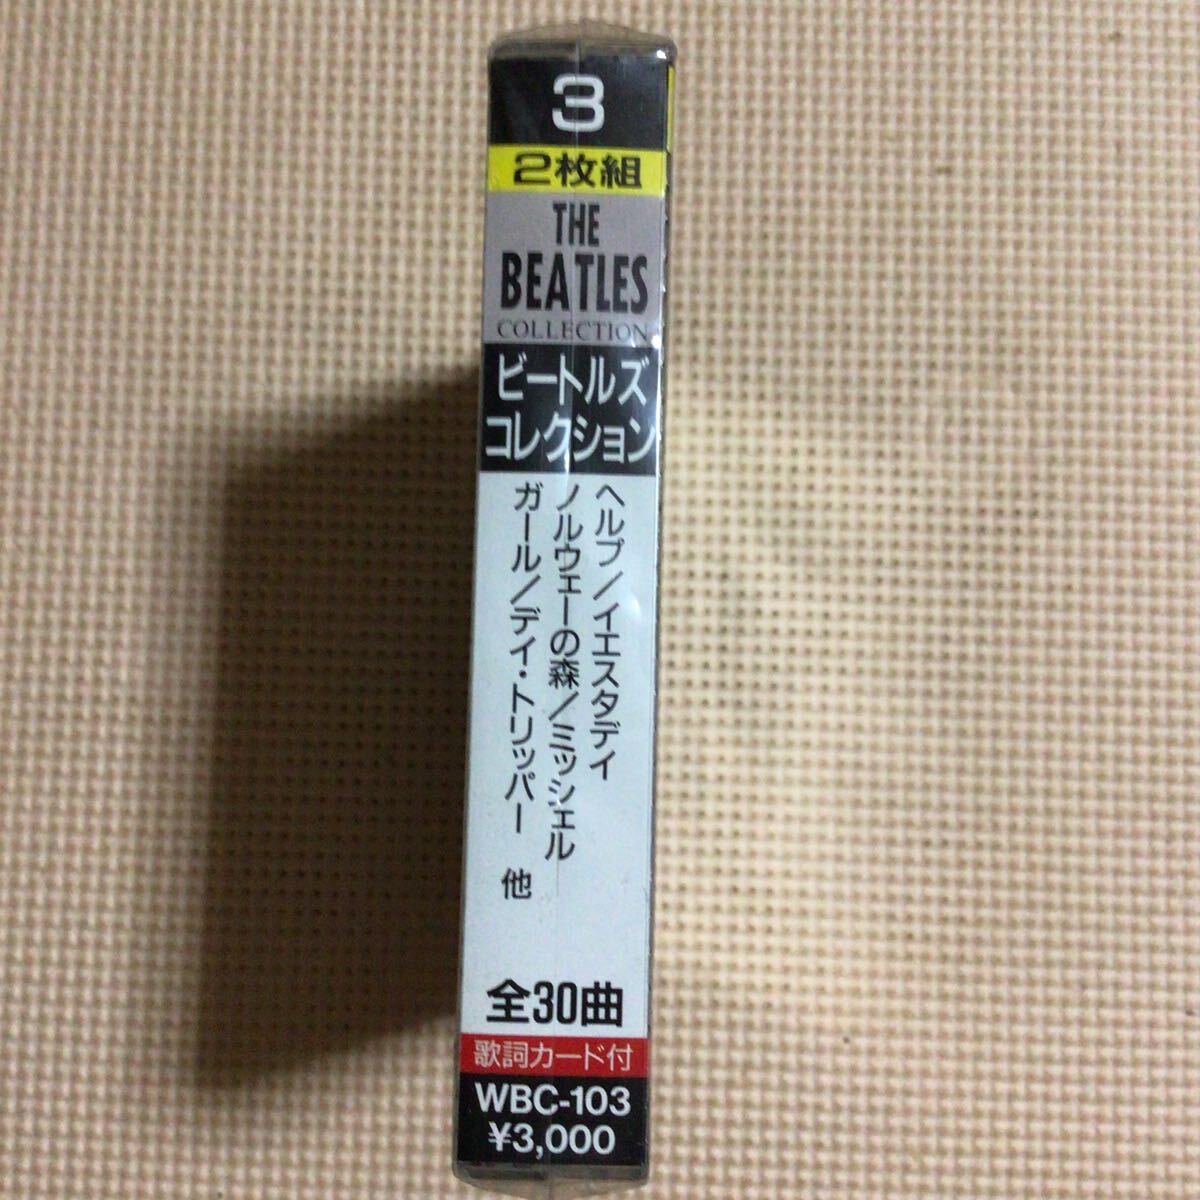 3
2枚組
THE
BEATLES
COLLECTION
ビートルズ
コレクション
ヘルプ/イエスタデイ
ノルウェーの森/ミッシェル
ガール/デイ・トリッパー 他
全30曲
歌詞カード付
WBC-103
¥3,000